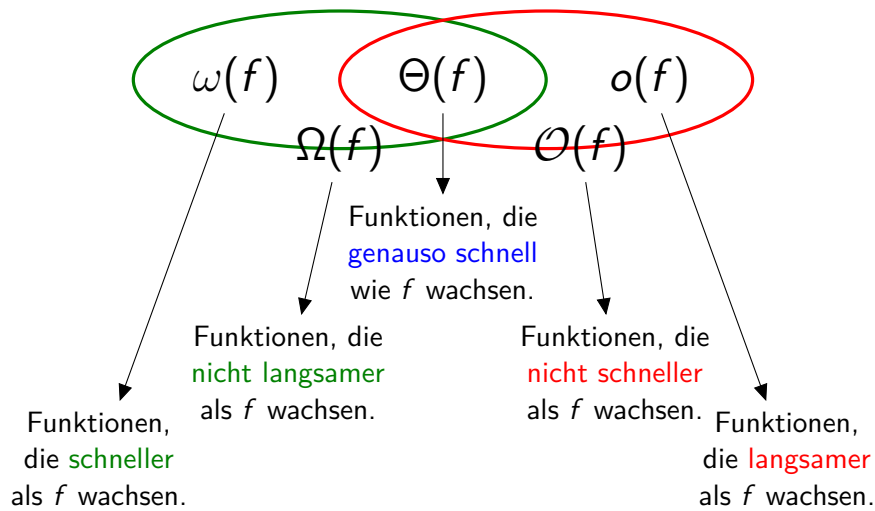 ω(f)
Θ(f)
o(f)
Ω(f)
𝒪(f)
Funktionen, die
genauso schnell
wie f wachsen.
Funktionen, die
nicht langsamer
als f wachsen.
Funktionen, die
nicht schneller
als f wachsen.
Funktionen,
die schneller
als f wachsen.
Funktionen,
die langsamer
als f wachsen.